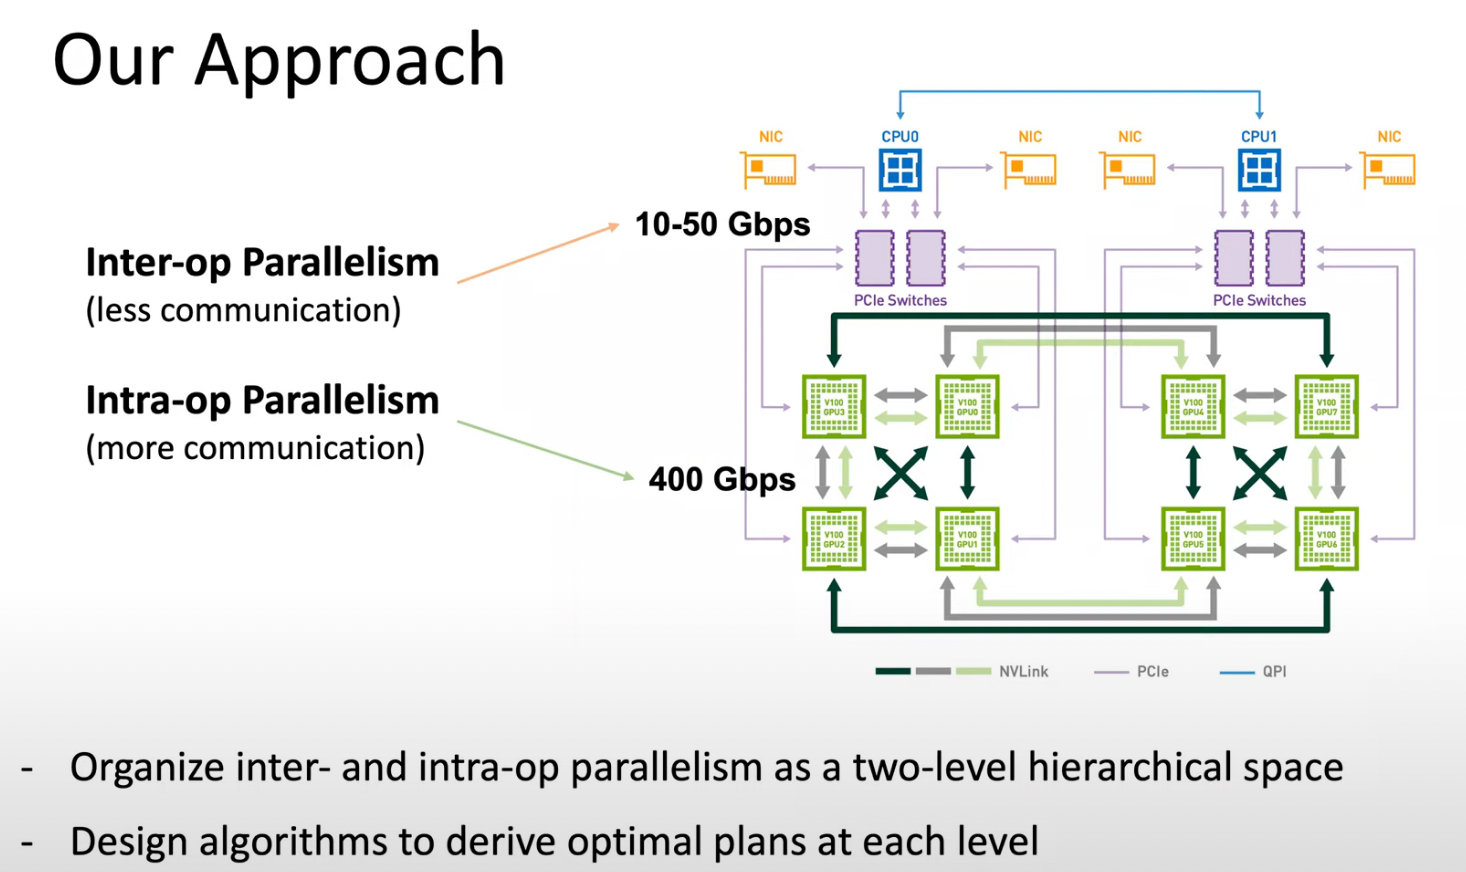 Our Approach
NIC
CPU0
NIC
NIC
CPU1
NIC
10-50 Gbps
Inter-op Parallelism
(less communication)
PCIe Switches
PCIe Switches
Intra-op Parallelism
(more communication)
400 Gbps
V100
GPU3
V100
GPU0
V100
GPU4
V100
GPU7
V100
GPU2
V100
GPU1
V100
GPU5
V100
GPU6
NVLink
PCIe
QPI
- Organize inter- and intra-op parallelism as a two-level hierarchical space
- Design algorithms to derive optimal plans at each level